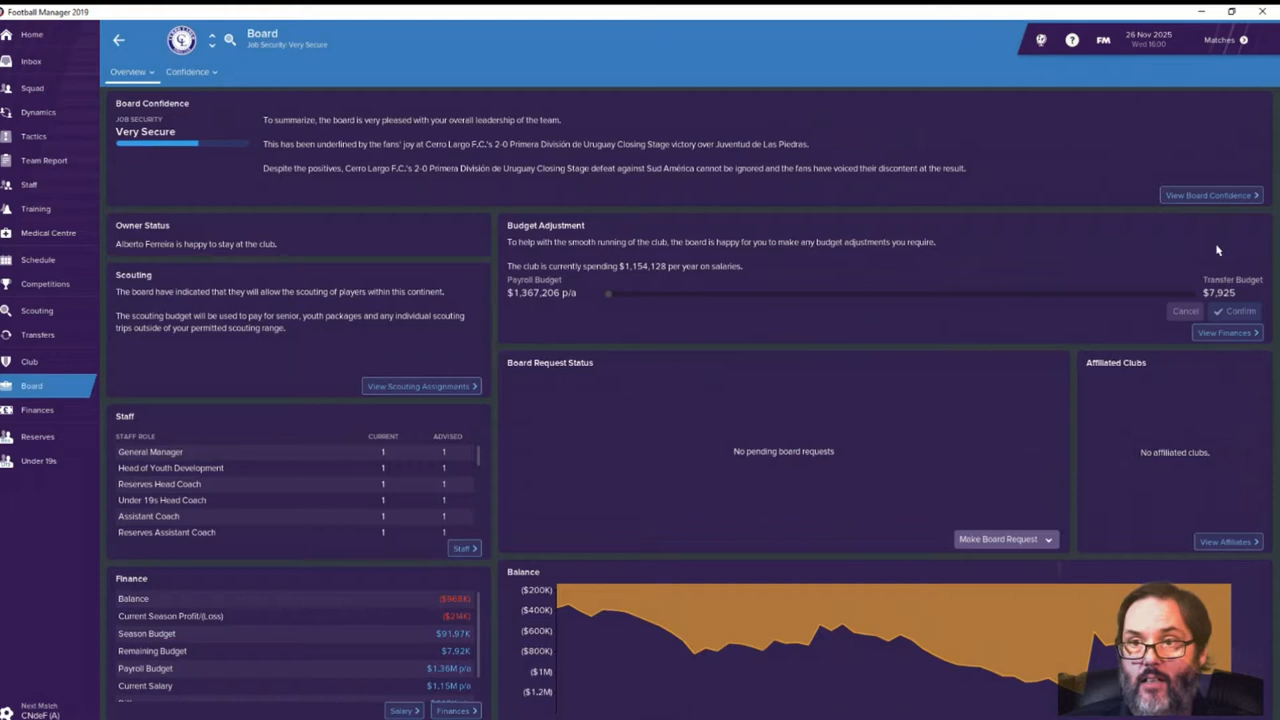 Football Manager 2019
Home
Inbox
Squad
Dynamics
Tactics
Team Report
Staff
Training
Medical Centre
Schedule
Competitions
Scouting
Transfers
Club
Board
Finances
Reserves
Under 19s
Next Match
CNdeF (A)
Board
Job Security: Very Secure
FM
26 Nov 2025
Wed 16:00
Matches
Overview
Confidence
Board Confidence
JOB SECURITY
Very Secure
To summarize, the board is very pleased with your overall leadership of the team.
This has been underlined by the fans' joy at Cerro Largo F.C.'s 2-0 Primera División de Uruguay Closing Stage victory over Juventud de Las Piedras.
Despite the positives, Cerro Largo F.C.'s 2-0 Primera División de Uruguay Closing Stage defeat against Sud América cannot be ignored and the fans have voiced their discontent at the result.
View Board Confidence
Owner Status
Alberto Ferreira is happy to stay at the club.
Scouting
The board have indicated that they will allow the scouting of players within this continent.
The scouting budget will be used to pay for senior, youth packages and any individual scouting
trips outside of your permitted scouting range.
View Scouting Assignments
Budget Adjustment
To help with the smooth running of the club, the board is happy for you to make any budget adjustments you require.
The club is currently spending $1,154,128 per year on salaries.
Payroll Budget
$1,367,206 p/a
Transfer Budget
$7,925
Cancel
Confirm
View Finances
Staff
STAFF ROLE CURRENT ADVISED
General Manager 1 1
Head of Youth Development 1 1
Reserves Head Coach 1 1
Under 19s Head Coach 1 1
Assistant Coach 1 1
Reserves Assistant Coach 1 1
Staff
Board Request Status
No pending board requests
Make Board Request
Affiliated Clubs
No affiliated clubs.
View Affiliates
Finance
Balance ($968K)
Current Season Profit/(Loss) ($214K)
Season Budget $91.97K
Remaining Budget $7.92K
Payroll Budget $1.36M p/a
Current Salary $1.15M p/a
Salary
Finances
Balance
($200K)
($400K)
($600K)
($800K)
($1M)
($1.2M)